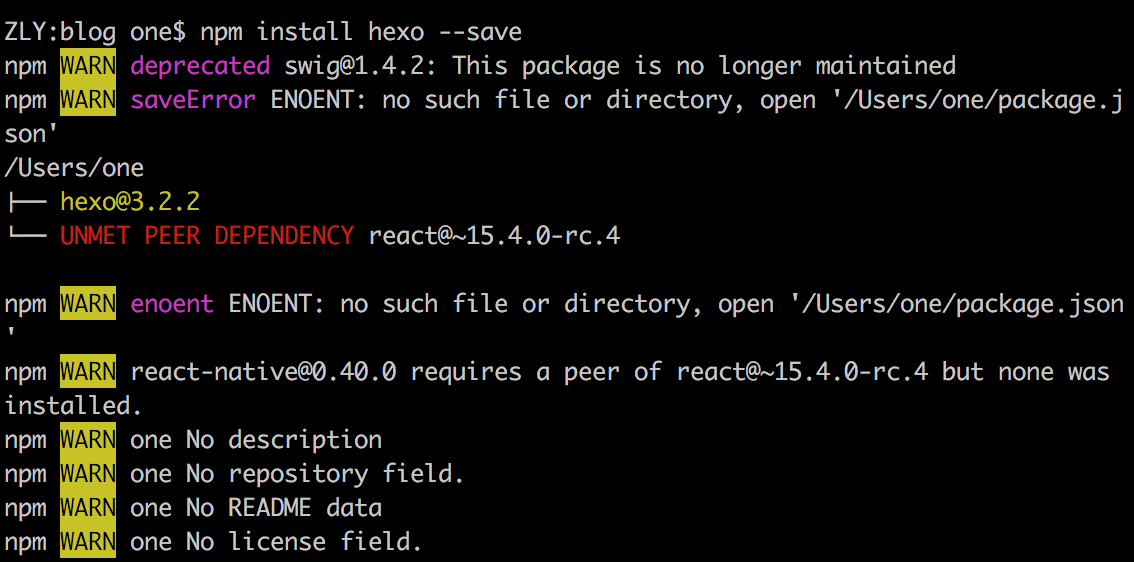 ZLY:blog one$ npm install hexo --save
npm WARN deprecated swig@1.4.2: This package is no longer maintained
npm WARN saveError ENOENT: no such file or directory, open '/Users/one/package.j
son'
/Users/one
├── hexo@3.2.2
└── UNMET PEER DEPENDENCY react@~15.4.0-rc.4
npm WARN enoent ENOENT: no such file or directory, open '/Users/one/package.json
'
npm WARN react-native@0.40.0 requires a peer of react@~15.4.0-rc.4 but none was
installed.
npm WARN one No description
npm WARN one No repository field.
npm WARN one No README data
npm WARN one No license field.